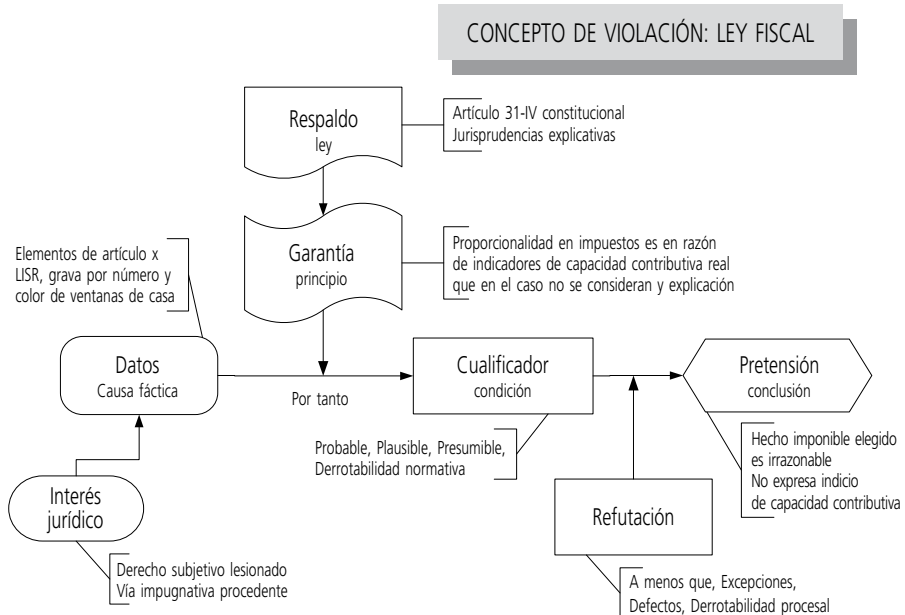 CONCEPTO DE VIOLACIÓN: LEY FISCAL
Respaldo
ley
Artículo 31-IV constitucional
Jurisprudencias explicativas
Garantía
principio
Proporcionalidad en impuestos es en razón
de indicadores de capacidad contributiva real
que en el caso no se consideran y explicación
Elementos de artículo x
LISR, grava por número y
color de ventanas de casa
Datos
Causa fáctica
Por tanto
Cualificador
condición
Pretensión
conclusión
Probable, Plausible, Presumible,
Derrotabilidad normativa
Hecho imponible elegido
es irrazonable
No expresa indicio
de capacidad contributiva
Interés
jurídico
Refutación
Derecho subjetivo lesionado
Vía impugnativa procedente
A menos que, Excepciones,
Defectos, Derrotabilidad procesal